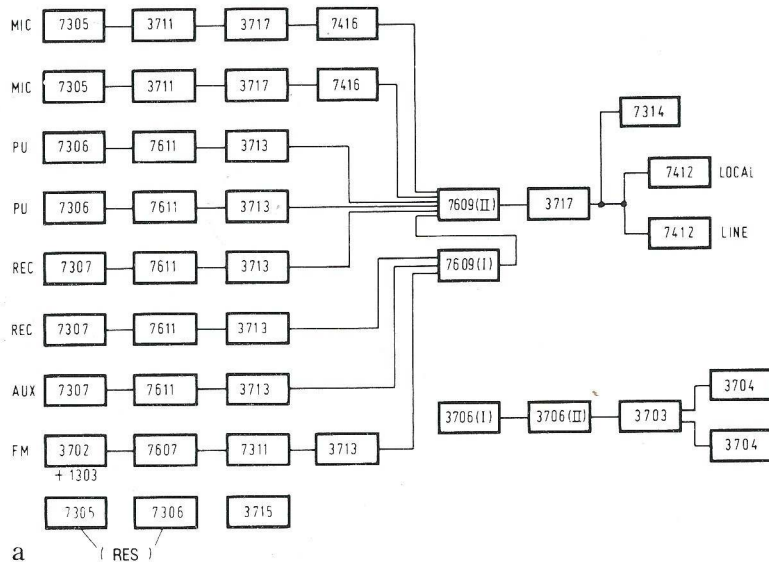 MIC 7305 3711 3717 7416
MIC 7305 3711 3717 7416
7314
PU 7306 7611 3713
7412 LOCAL
PU 7306 7611 3713 7609(II) 3717
7412 LINE
REC 7307 7611 3713 7609(I)
REC 7307 7611 3713
AUX 7307 7611 3713
3704
3706(I) 3706(II) 3703
FM 3702 7607 7311 3713
3704
+ 1303
7305 7306 3715
a (RES)